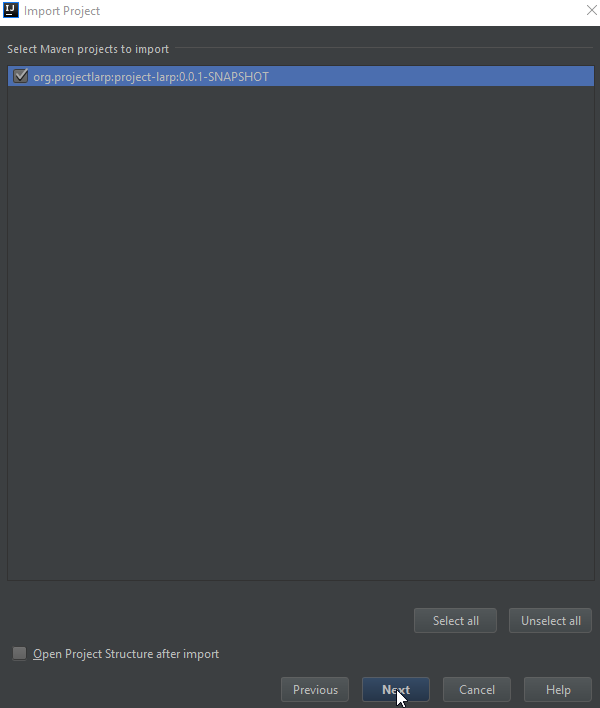 IJ
Import Project
Select Maven projects to import
org.projectlarp:project-larp:0.0.1-SNAPSHOT
Select all
Unselect all
Open Project Structure after import
Previous
Next
Cancel
Help